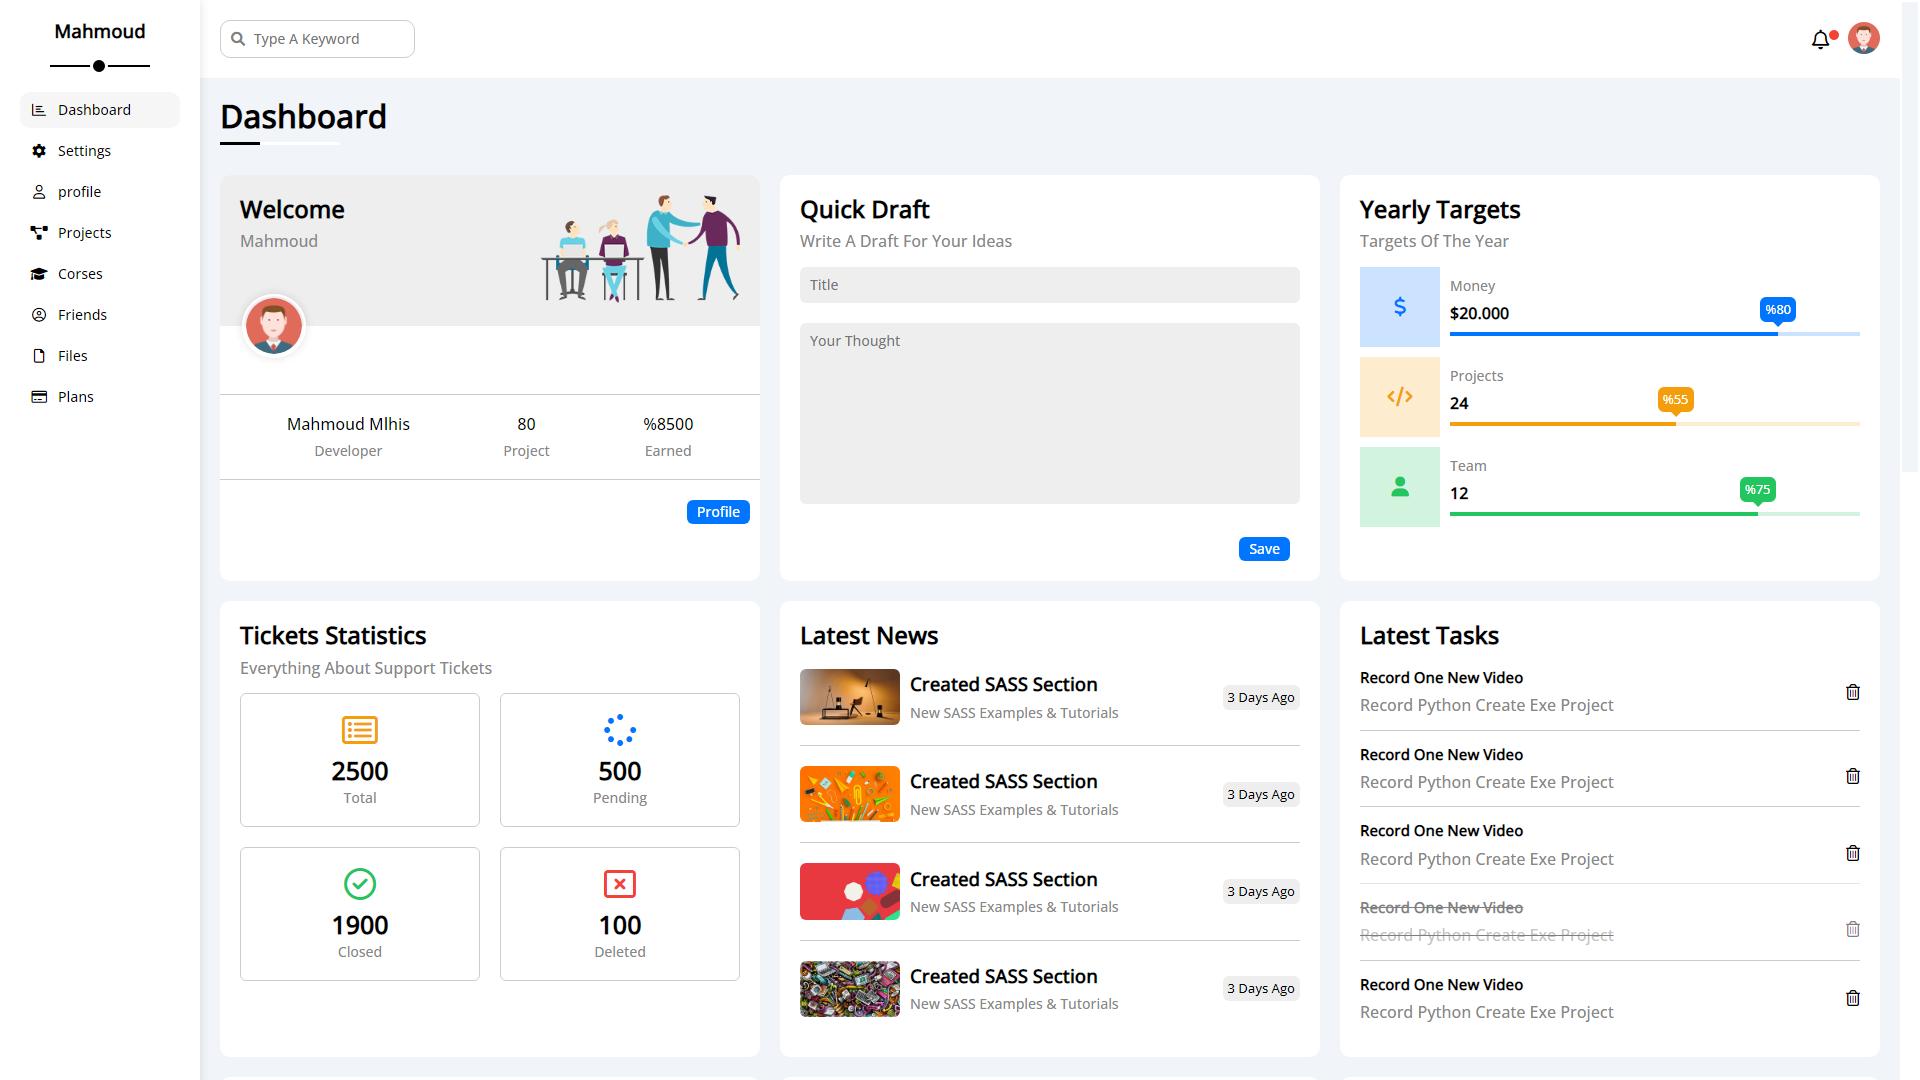 Mahmoud
Dashboard
Settings
profile
Projects
Corses
Friends
Files
Plans
Type A Keyword
Dashboard
Welcome
Mahmoud
Mahmoud Mlhis
Developer
80
Project
%8500
Earned
Profile
Quick Draft
Write A Draft For Your Ideas
Title
Your Thought
Save
Yearly Targets
Targets Of The Year
Money
$20.000
%80
Projects
24
%55
Team
12
%75
Tickets Statistics
Everything About Support Tickets
2500
Total
500
Pending
1900
Closed
100
Deleted
Latest News
Created SASS Section
New SASS Examples & Tutorials
3 Days Ago
Created SASS Section
New SASS Examples & Tutorials
3 Days Ago
Created SASS Section
New SASS Examples & Tutorials
3 Days Ago
Created SASS Section
New SASS Examples & Tutorials
3 Days Ago
Latest Tasks
Record One New Video
Record Python Create Exe Project
Record One New Video
Record Python Create Exe Project
Record One New Video
Record Python Create Exe Project
Record One New Video
Record Python Create Exe Project
Record One New Video
Record Python Create Exe Project